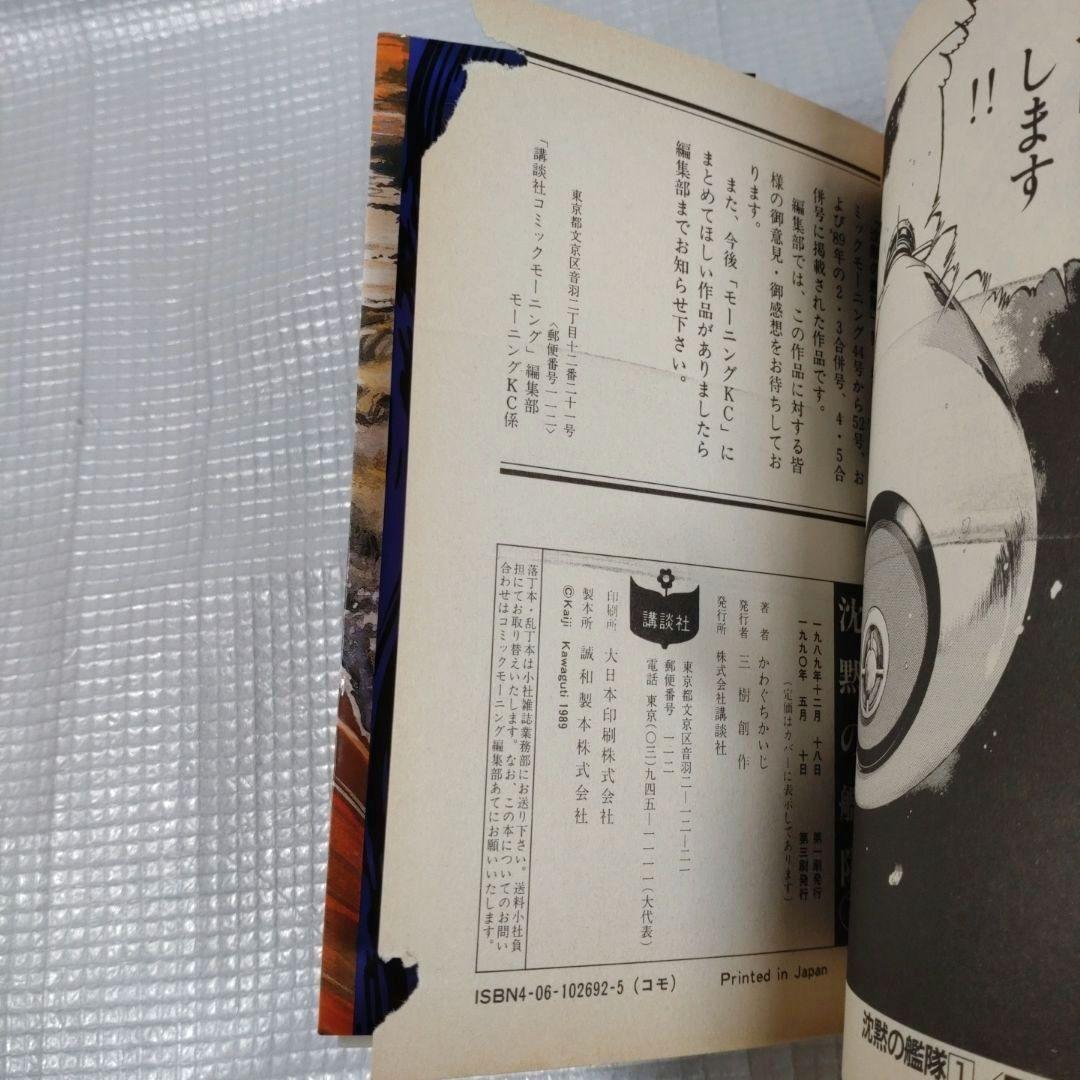 します
!!
沈黙の艦隊 1
ミックモーニング44号から52号、お
よび'89年の2・3合併号、4・5合
併号に掲載された作品です。
編集部では、この作品に対する皆
様の御意見・御感想をお待ちしてお
ります。
また、今後「モーニングKC」に
まとめてほしい作品がありましたら
編集部までお知らせ下さい。
東京都文京区音羽二丁目十二番二十一号
〈郵便番号一一二〉
「講談社コミックモーニング」編集部
モーニングKC係
沈黙の艦隊
一九八九年十二月 十八日 第一刷発行
一九九〇年 五月 十日 第三刷発行
(定価はカバーに表示してあります)
著者 かわぐちかいじ
発行者 三樹創作
発行所 株式会社講談社
東京都文京区音羽二―一二―二一
郵便番号 一一二
電話 東京(〇三)九四五―一一一一(大代表)
講談社
印刷所 大日本印刷株式会社
製本所 誠和製本株式会社
©Kaiji Kawaguti 1989
落丁本・乱丁本は小社雑誌業務部にお送り下さい。送料小社負
担にてお取り替えいたします。なお、この本についてのお問い
合わせはコミックモーニング編集部あてにお願いいたします。
ISBN4-06-102692-5 (コモ)
Printed in Japan